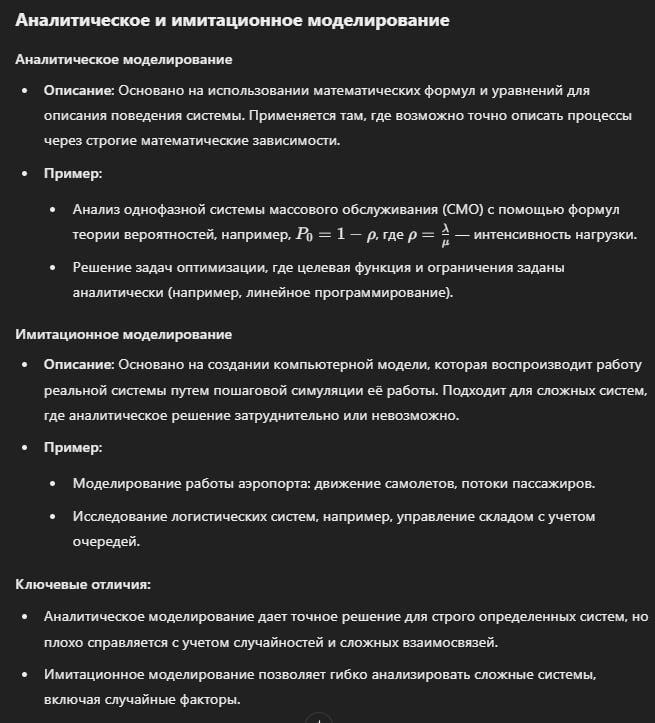 Аналитическое и имитационное моделирование
Аналитическое моделирование
• Описание: Основано на использовании математических формул и уравнений для
описания поведения системы. Применяется там, где возможно точно описать процессы
через строгие математические зависимости.
• Пример:
• Анализ однофазной системы массового обслуживания (СМО) с помощью формул
теории вероятностей, например, P₀ = 1 − ρ, где ρ = λ/μ — интенсивность нагрузки.
• Решение задач оптимизации, где целевая функция и ограничения заданы
аналитически (например, линейное программирование).
Имитационное моделирование
• Описание: Основано на создании компьютерной модели, которая воспроизводит работу
реальной системы путем пошаговой симуляции её работы. Подходит для сложных систем,
где аналитическое решение затруднительно или невозможно.
• Пример:
• Моделирование работы аэропорта: движение самолетов, потоки пассажиров.
• Исследование логистических систем, например, управление складом с учетом
очередей.
Ключевые отличия:
• Аналитическое моделирование дает точное решение для строго определенных систем, но
плохо справляется с учетом случайностей и сложных взаимосвязей.
• Имитационное моделирование позволяет гибко анализировать сложные системы,
включая случайные факторы.